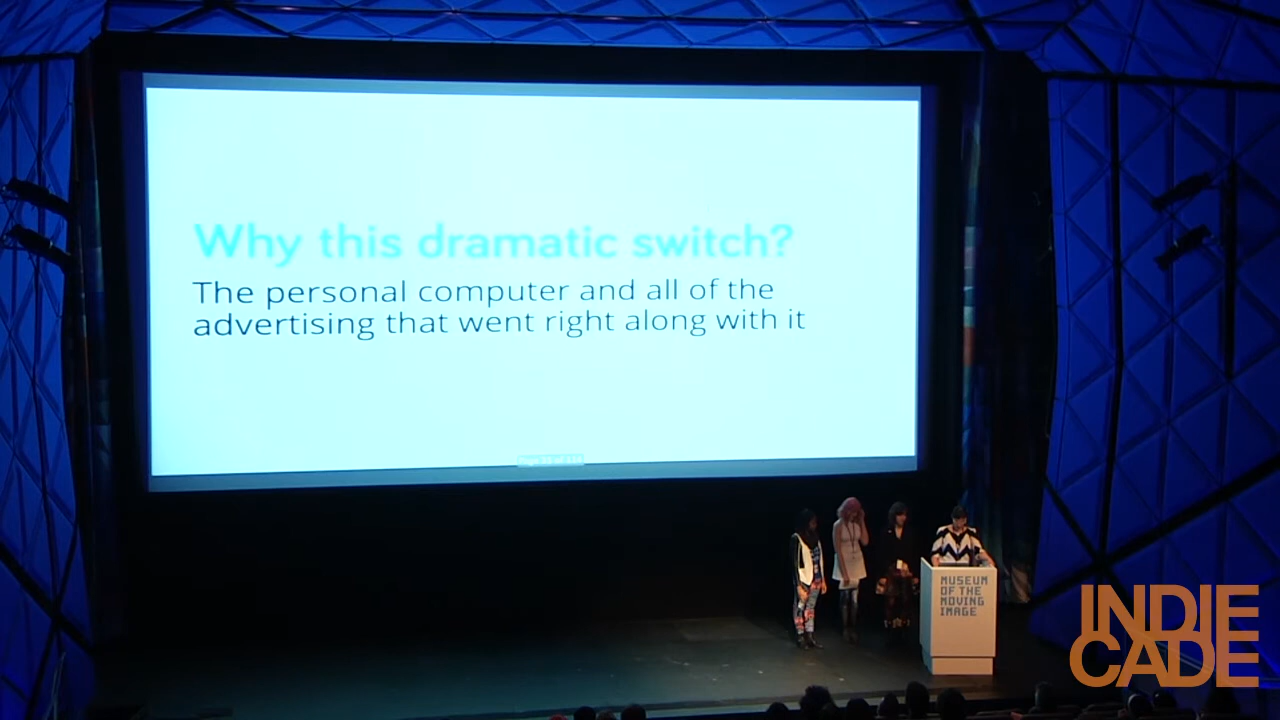 Why this dramatic switch?
The personal computer and all of the
advertising that went right along with it
MUSEUM
OF THE
MOVING
IMAGE
INDIE
CADE